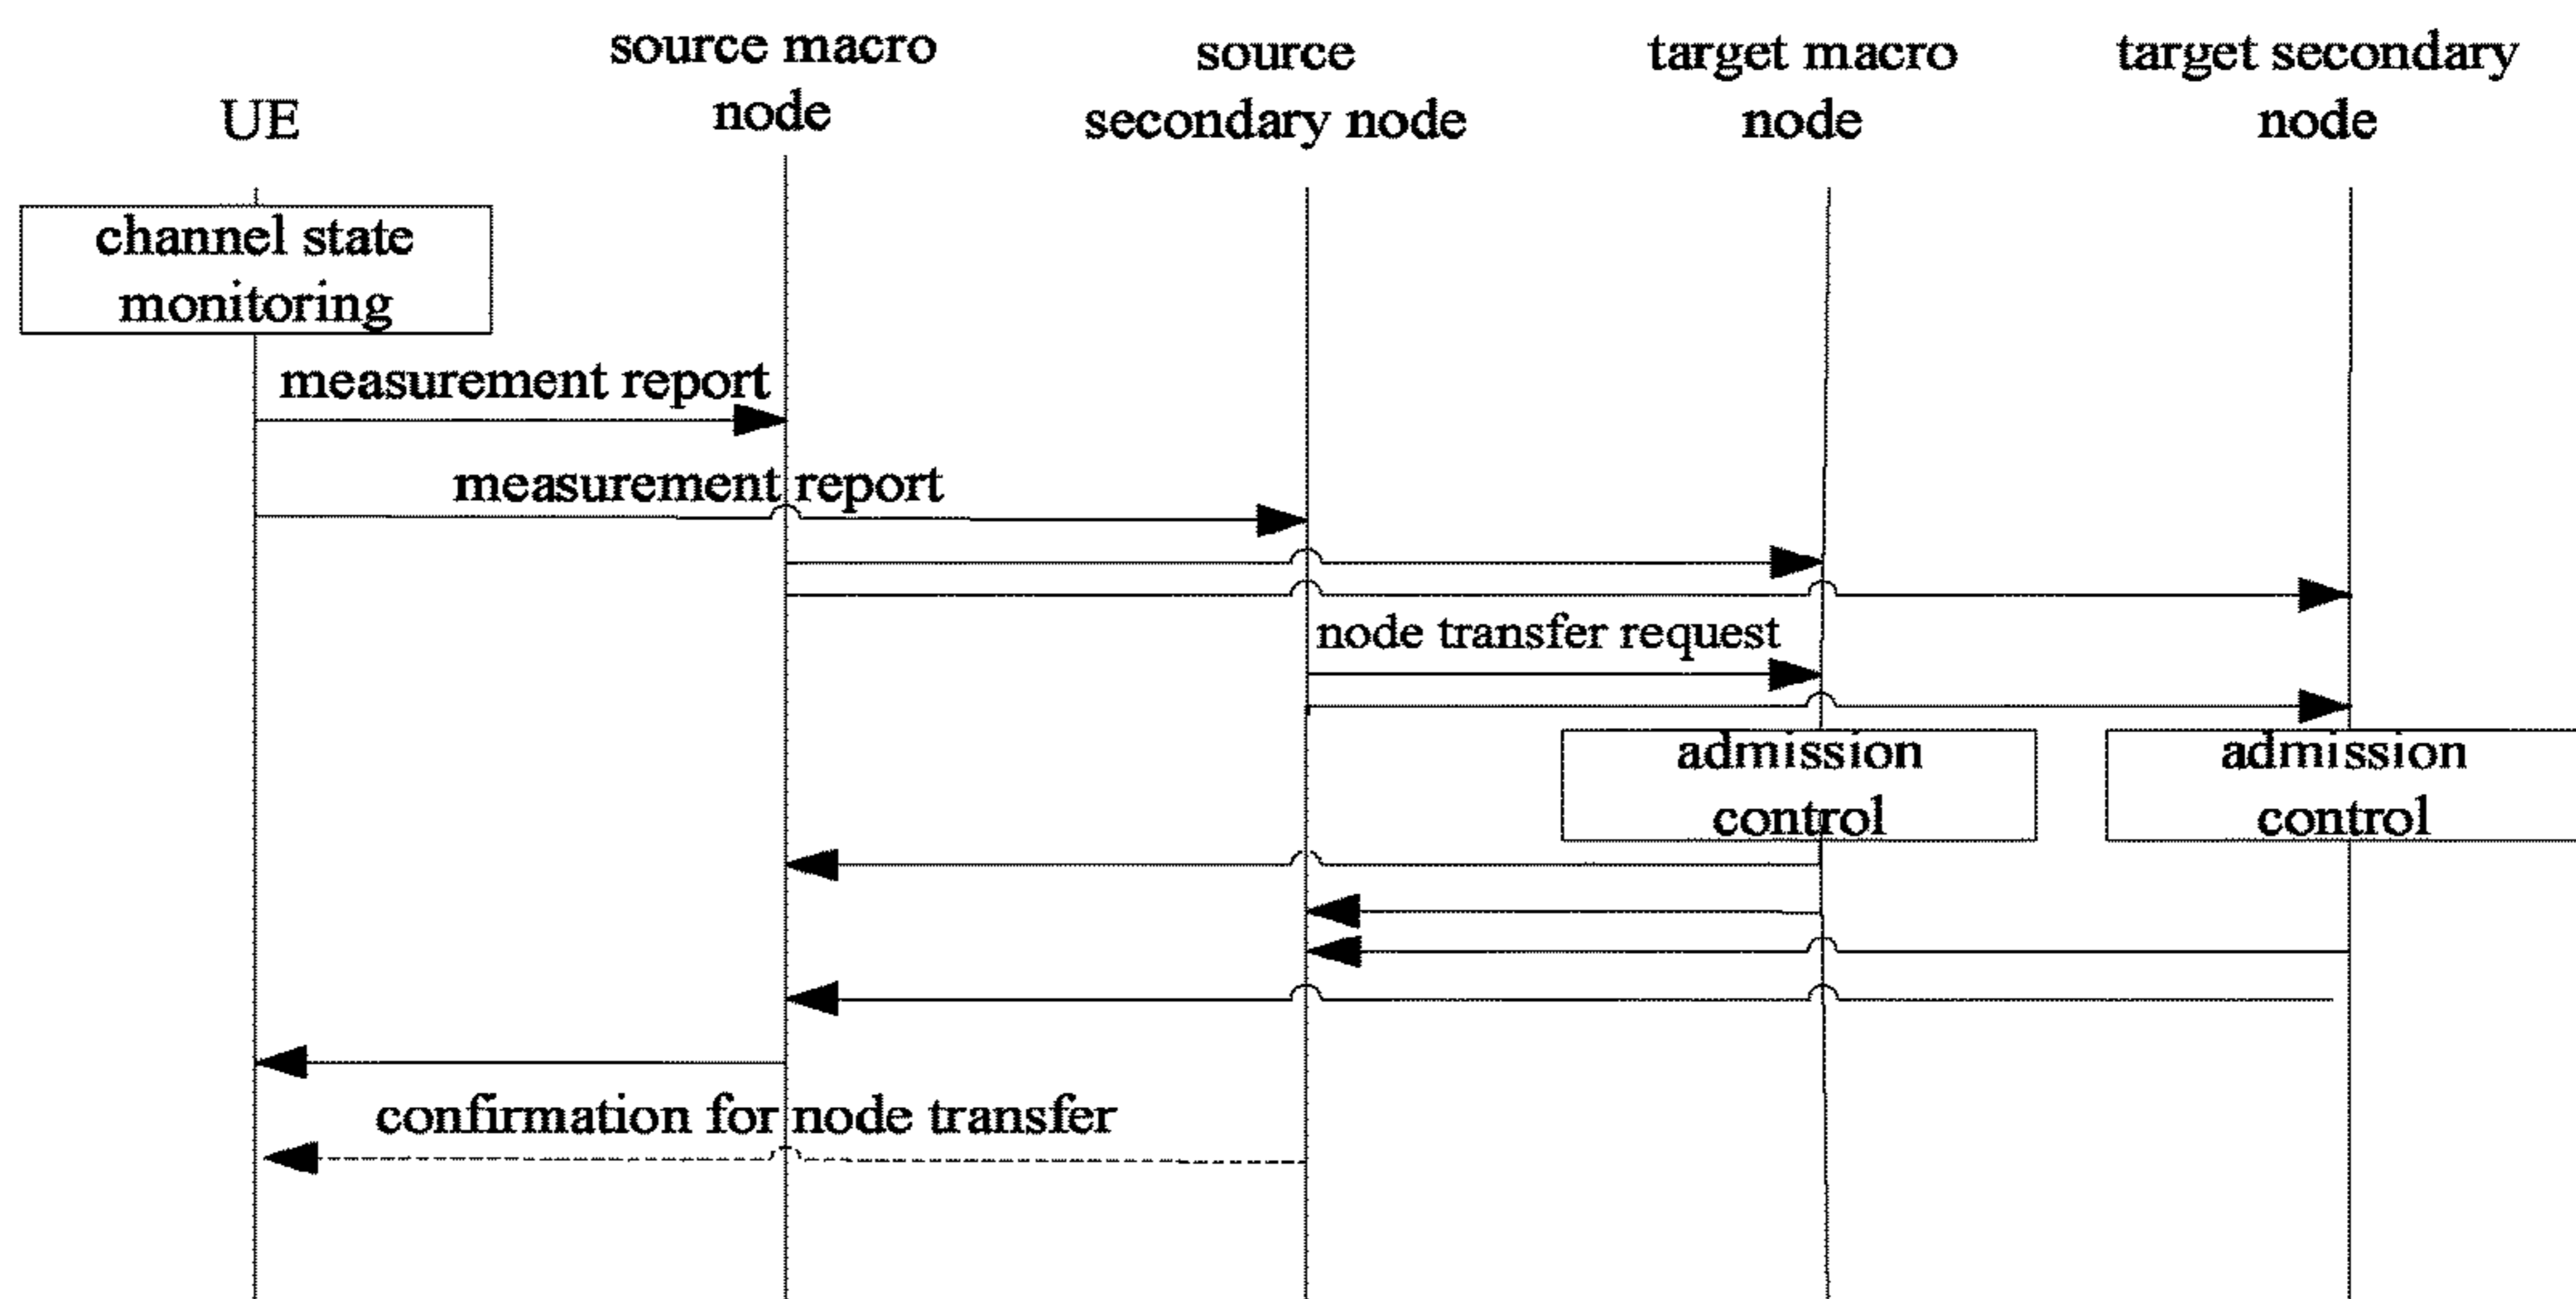 UE
source macro
node
source
secondary node
target macro
node
target secondary
node
channel state
monitoring
measurement report
measurement report
node transfer request
admission
control
admission
control
confirmation for node transfer